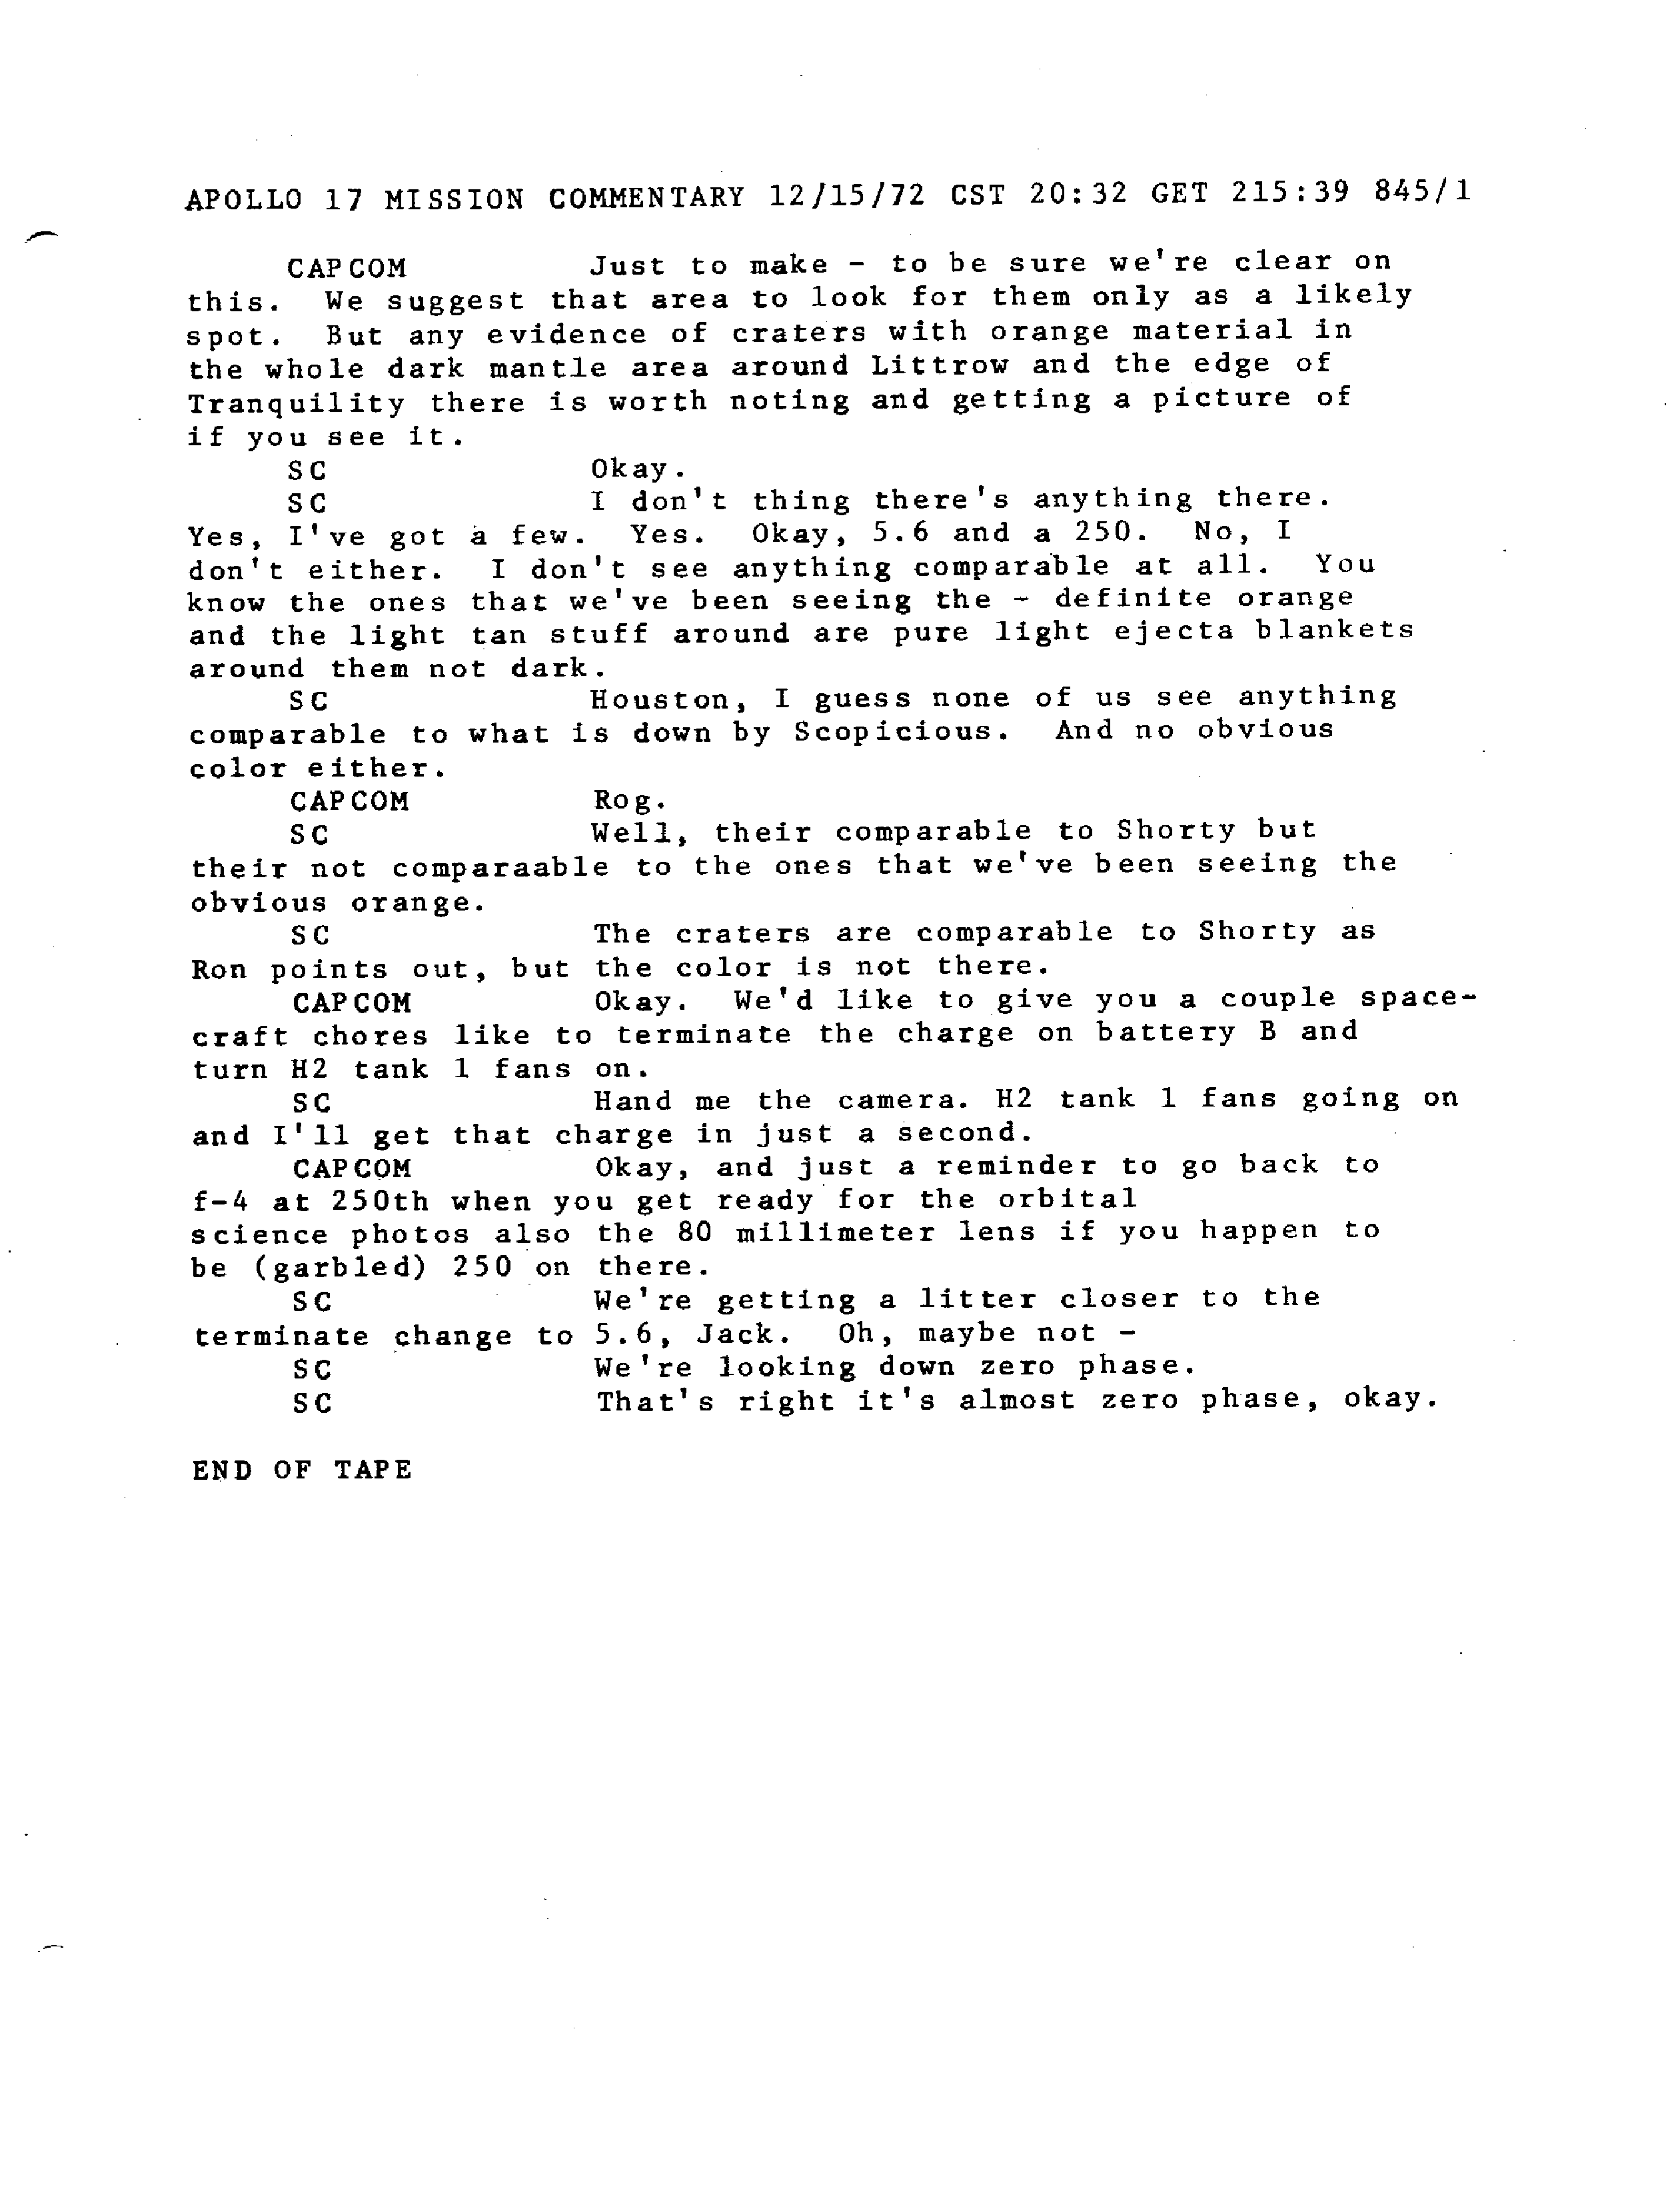 APOLLO 17 MISSION COMMENTARY 12/15/72 CST 20:32 GET 215:39 845/1
CAPCOM Just to make - to be sure we're clear on
this. We suggest that area to look for them only as a likely
spot. But any evidence of craters with orange material in
the whole dark mantle area around Littrow and the edge of
Tranquility there is worth noting and getting a picture of
if you see it.
SC Okay.
SC I don't thing there's anything there.
Yes, I've got a few. Yes. Okay, 5.6 and a 250. No, I
don't either. I don't see anything comparable at all. You
know the ones that we've been seeing the - definite orange
and the light tan stuff around are pure light ejecta blankets
around them not dark.
SC Houston, I guess none of us see anything
comparable to what is down by Scopicious. And no obvious
color either.
CAPCOM Rog.
SC Well, their comparable to Shorty but
their not comparaable to the ones that we've been seeing the
obvious orange.
SC The craters are comparable to Shorty as
Ron points out, but the color is not there.
CAPCOM Okay. We'd like to give you a couple space-
craft chores like to terminate the charge on battery B and
turn H2 tank 1 fans on.
SC Hand me the camera. H2 tank 1 fans going on
and I'll get that charge in just a second.
CAPCOM Okay, and just a reminder to go back to
f-4 at 250th when you get ready for the orbital
science photos also the 80 millimeter lens if you happen to
be (garbled) 250 on there.
SC We're getting a litter closer to the
terminate change to 5.6, Jack. Oh, maybe not -
SC We're looking down zero phase.
SC That's right it's almost zero phase, okay.
END OF TAPE